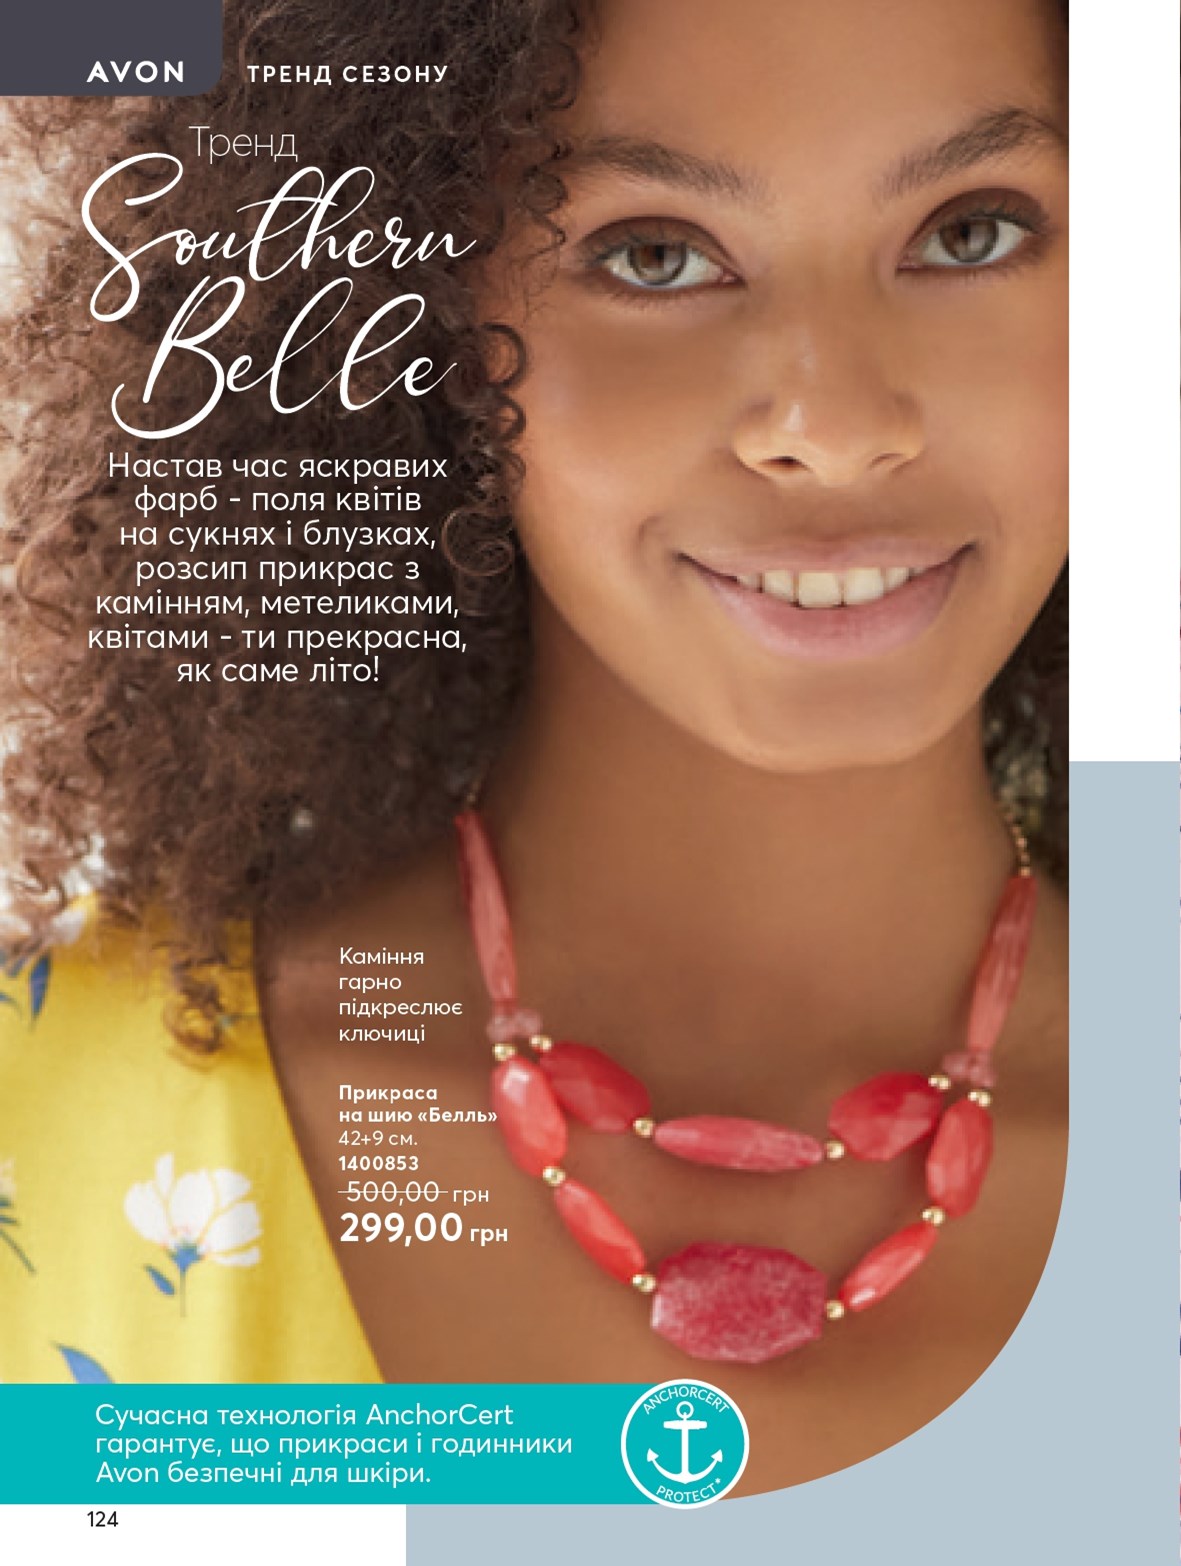 AVON
ТРЕНД СЕЗОНУ
Тренд
Southern
Belle
Настав час яскравих
фарб - поля квітів
на сукнях і блузках,
розсип прикрас з
камінням, метеликами,
квітами - ти прекрасна,
як саме літо!
Каміння
гарно
підкреслює
ключиці
Прикраса
на шию «Белль»
42+9 см.
1400853
500,00 грн
299,00 грн
Сучасна технологія AnchorCert
гарантує, що прикраси і годинники
Avon безпечні для шкіри.
ANCHORCERT
PROTECT*
124